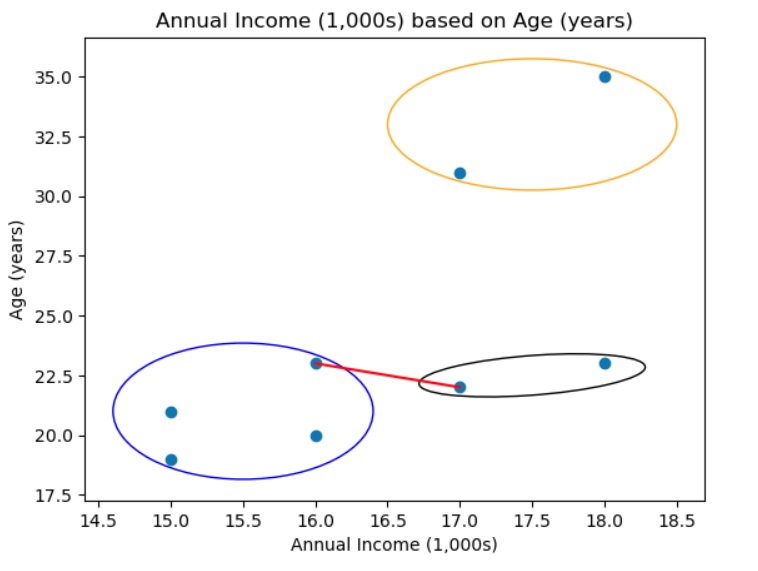 Annual Income (1,000s) based on Age (years)
35.0
32.5
30.0
27.5
25.0
22.5
20.0
17.5
Age (years)
14.5 15.0 15.5 16.0 16.5 17.0 17.5 18.0 18.5
Annual Income (1,000s)